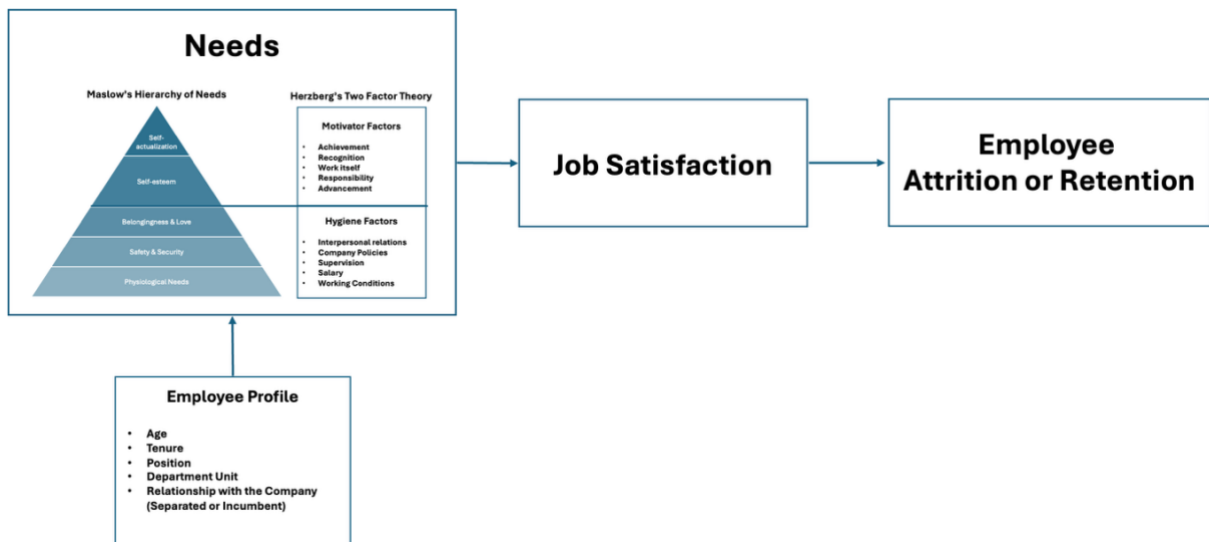 Needs
Maslow's Hierarchy of Needs
Self-
actualization
Self-esteem
Belongingness & Love
Safety & Security
Physiological Needs
Herzberg's Two Factor Theory
Motivator Factors
• Achievement
• Recognition
• Work itself
• Responsibility
• Advancement
Hygiene Factors
• Interpersonal relations
• Company Policies
• Supervision
• Salary
• Working Conditions
Job Satisfaction
Employee
Attrition or Retention
Employee Profile
• Age
• Tenure
• Position
• Department Unit
• Relationship with the Company
(Separated or Incumbent)